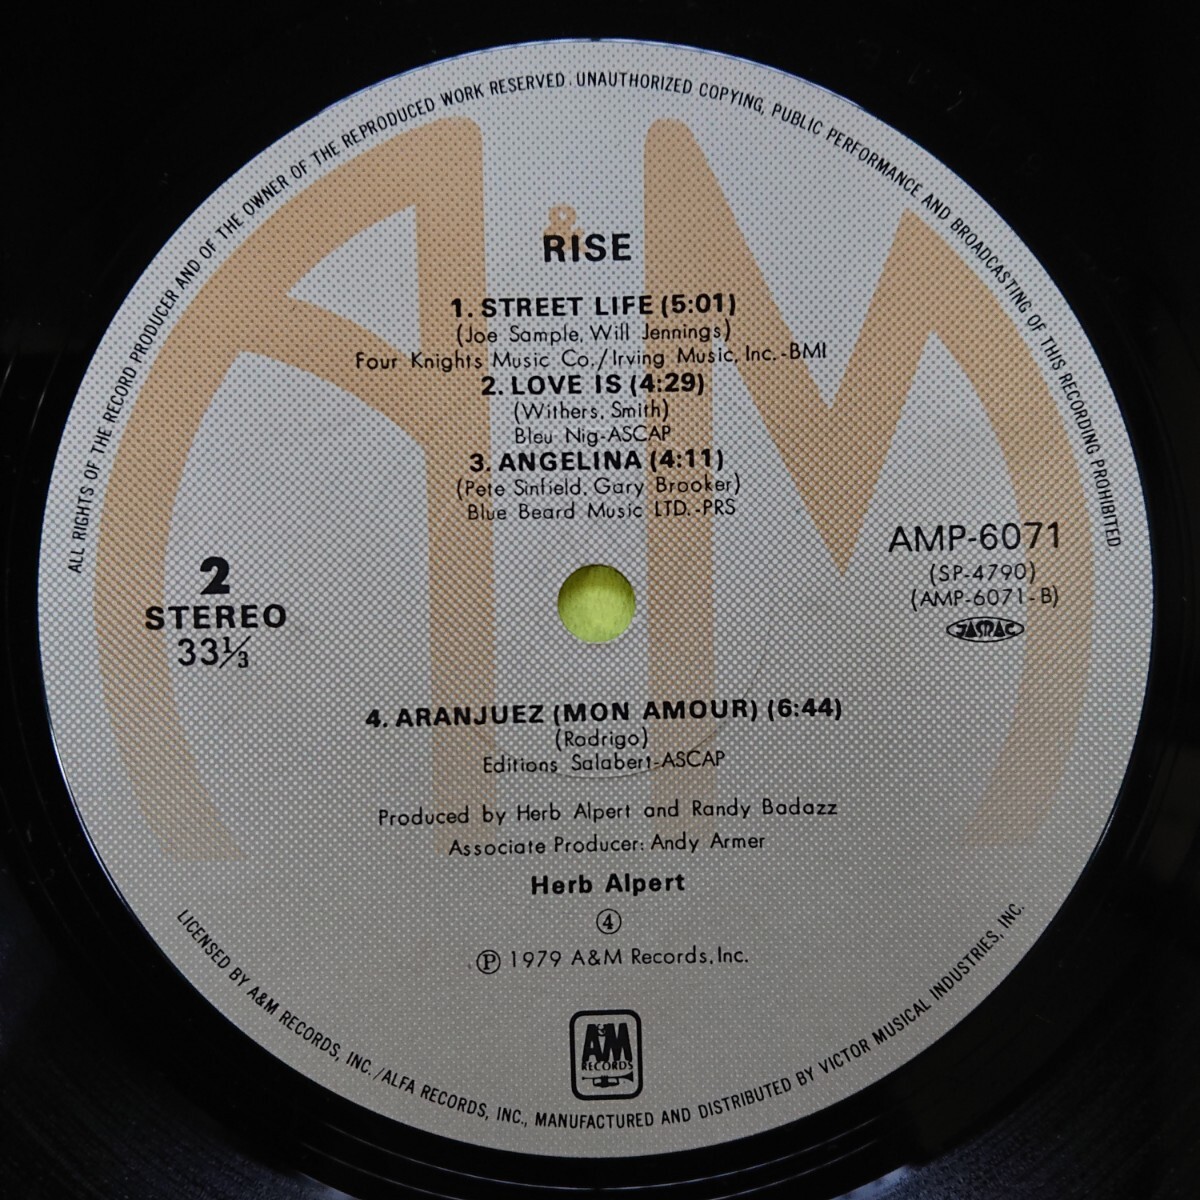 ALL RIGHTS OF THE RECORD PRODUCER AND OF THE OWNER OF THE REPRODUCED WORK RESERVED. UNAUTHORIZED COPYING, PUBLIC PERFORMANCE AND BROADCASTING OF THIS RECORDING PROHIBITED
&
RISE
1. STREET LIFE (5:01)
(Joe Sample, Will Jennings)
Four Knights Music Co./Irving Music, Inc.-BMI
2. LOVE IS (4:29)
(Withers, Smith)
Bleu Nig-ASCAP
3. ANGELINA (4:11)
(Pete Sinfield, Gary Brooker)
Blue Beard Music LTD.-PRS
2
STEREO
33⅓
AMP-6071
(SP-4790)
(AMP-6071-B)
JASRAC
4. ARANJUEZ (MON AMOUR) (6:44)
(Rodrigo)
Editions Salabert-ASCAP
Produced by Herb Alpert and Randy Badazz
Associate Producer: Andy Armer
Herb Alpert
④
Ⓟ 1979 A&M Records, Inc.
A&M
RECORDS
LICENSED BY A&M RECORDS, INC./ALFA RECORDS, INC., MANUFACTURED AND DISTRIBUTED BY VICTOR MUSICAL INDUSTRIES, INC.